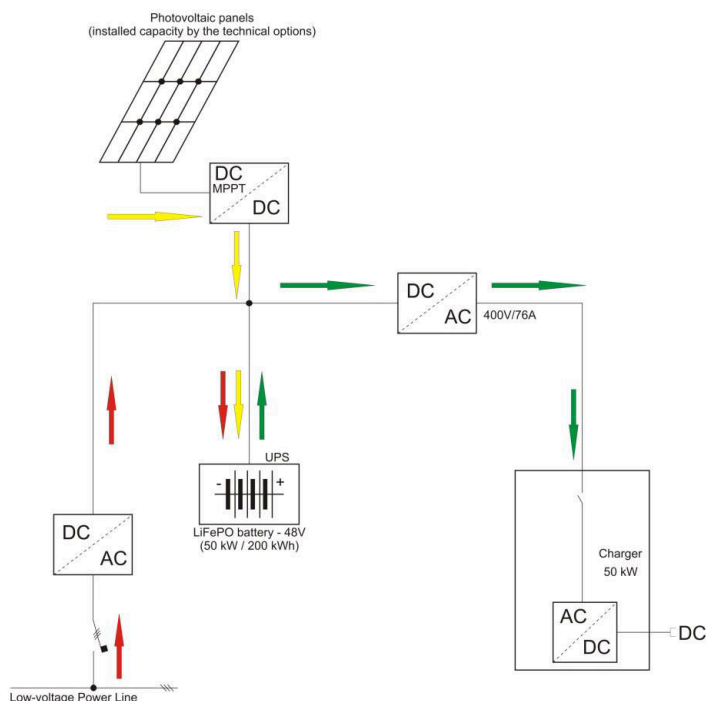 Photovoltaic panels
(installed capacity by the technical options)
DC
MPPT
DC
DC
AC
400V/76A
UPS
- +
LiFePO battery - 48V
(50 kW / 200 kWh)
DC
AC
Charger
50 kW
AC
DC
DC
Low-voltage Power Line